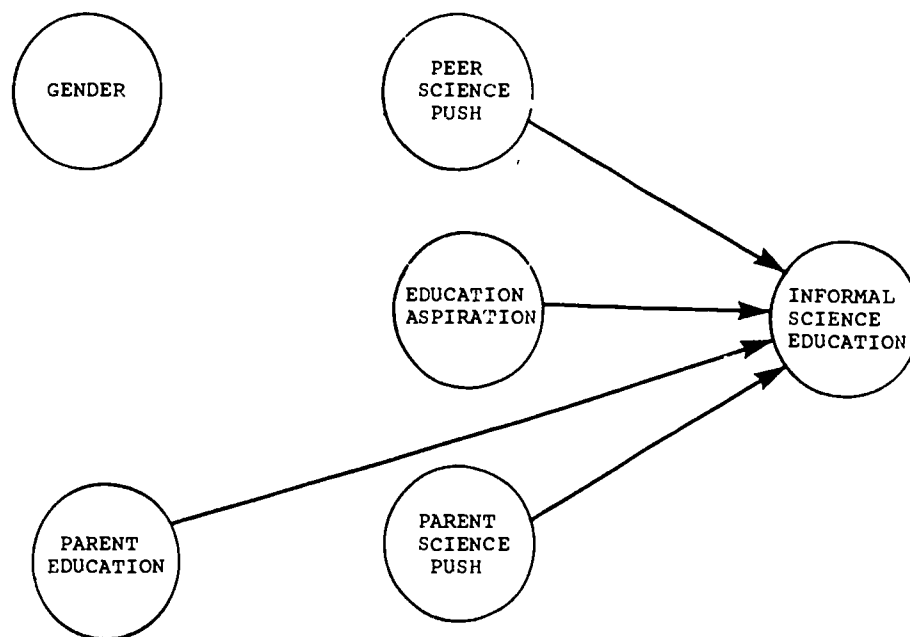 GENDER
PEER
SCIENCE
PUSH
EDUCATION
ASPIRATION
INFORMAL
SCIENCE
EDUCATION
PARENT
EDUCATION
PARENT
SCIENCE
PUSH